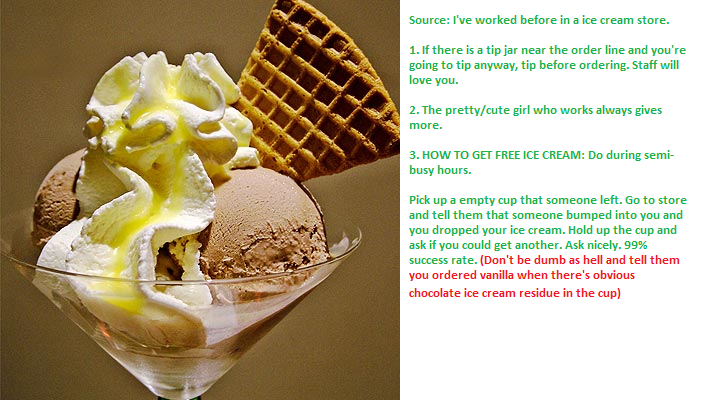 Source: I've worked before in a ice cream store.
1. If there is a tip jar near the order line and you're
going to tip anyway, tip before ordering. Staff will
love you.
2. The pretty/cute girl who works always gives
more.
3. HOW TO GET FREE ICE CREAM: Do during semi-
busy hours.
Pick up a empty cup that someone left. Go to store
and tell them that someone bumped into you and
you dropped your ice cream. Hold up the cup and
ask if you could get another. Ask nicely. 99%
success rate. (Don't be dumb as hell and tell them
you ordered vanilla when there's obvious
chocolate ice cream residue in the cup)